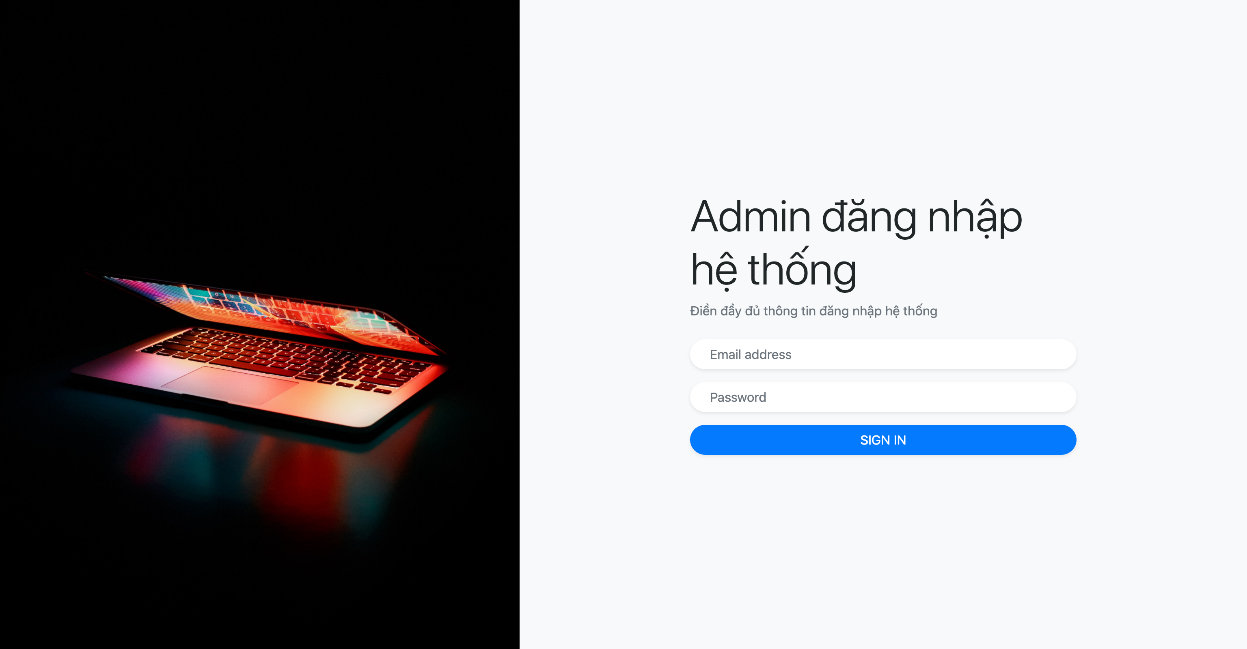 Admin đăng nhập
hệ thống
Điền đầy đủ thông tin đăng nhập hệ thống
Email address
Password
SIGN IN